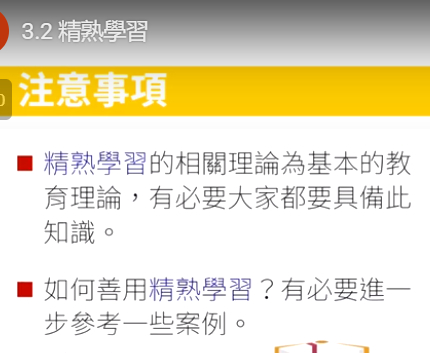 3.2 精熟學習
注意事項
精熟學習的相關理論為基本的教
育理論，有必要大家都要具備此
知識。
如何善用精熟學習？有必要進一
步參考一些案例。